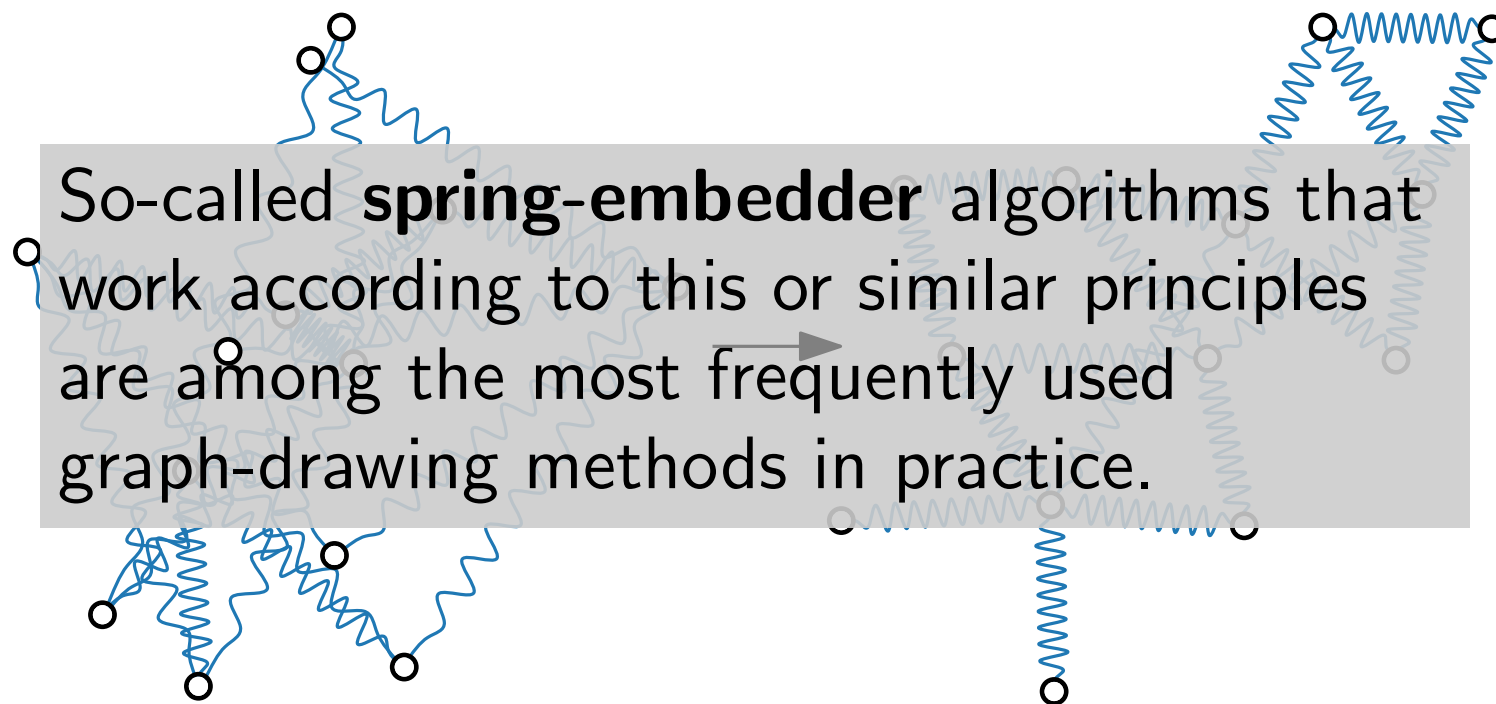 So-called spring-embedder algorithms that
work according to this or similar principles
are among the most frequently used
graph-drawing methods in practice.